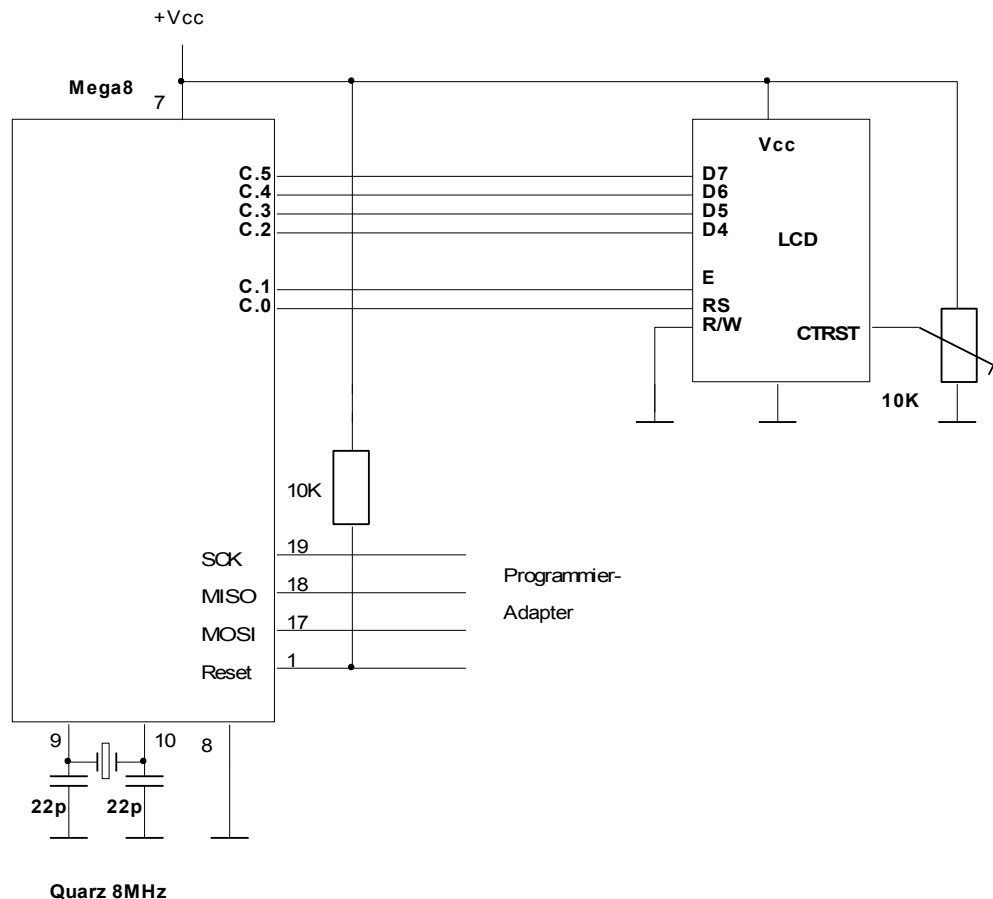 +Vcc
Mega8
7
Vcc
C.5
C.4
C.3
C.2
C.1
C.0
D7
D6
D5
D4
LCD
E
RS
R/W
CTRST
10K
10K
SCK
19
MISO
18
MOSI
17
Reset
1
Programmier-
Adapter
9
10
8
22p
22p
Quarz 8MHz